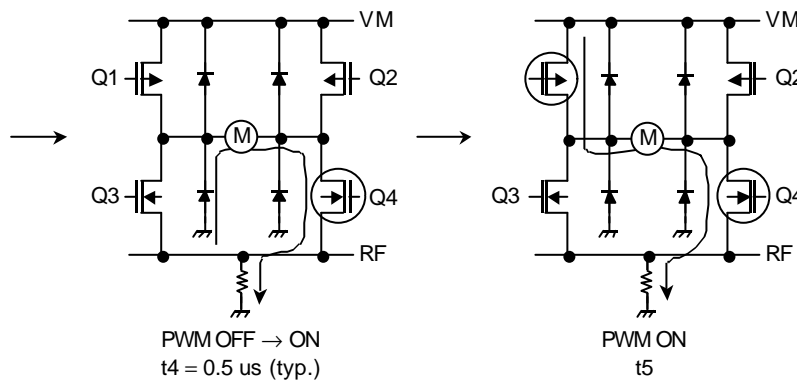 VM
Q1
Q2
M
Q3
Q4
RF
PWM OFF → ON
t4 = 0.5 us (typ.)
VM
Q2
M
Q3
Q4
RF
PWM ON
t5